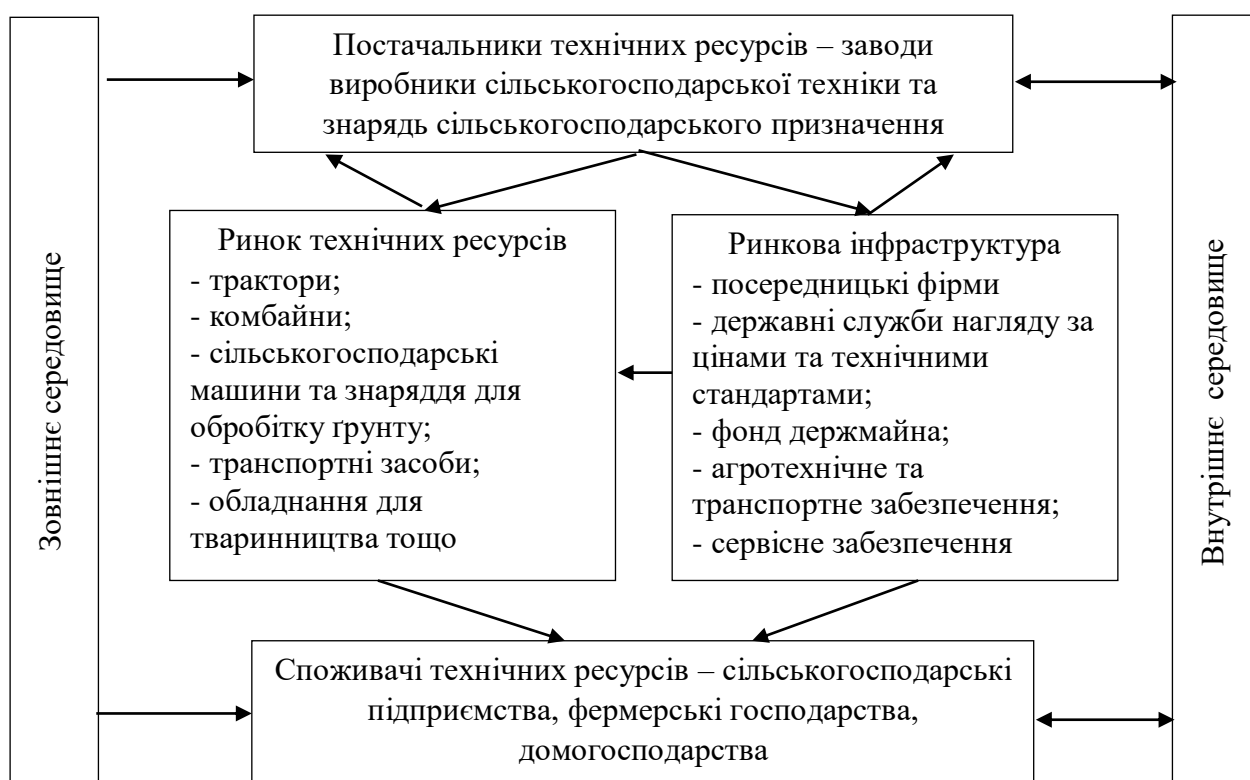 Зовнішнє середовище
Постачальники технічних ресурсів – заводи
виробники сільськогосподарської техніки та
знарядь сільськогосподарського призначення
Ринок технічних ресурсів
- трактори;
- комбайни;
- сільськогосподарські
машини та знаряддя для
обробітку ґрунту;
- транспортні засоби;
- обладнання для
тваринництва тощо
Ринкова інфраструктура
- посередницькі фірми
- державні служби нагляду за
цінами та технічними
стандартами;
- фонд держмайна;
- агротехнічне та
транспортне забезпечення;
- сервісне забезпечення
Споживачі технічних ресурсів – сільськогосподарські
підприємства, фермерські господарства,
домогосподарства
Внутрішнє середовище